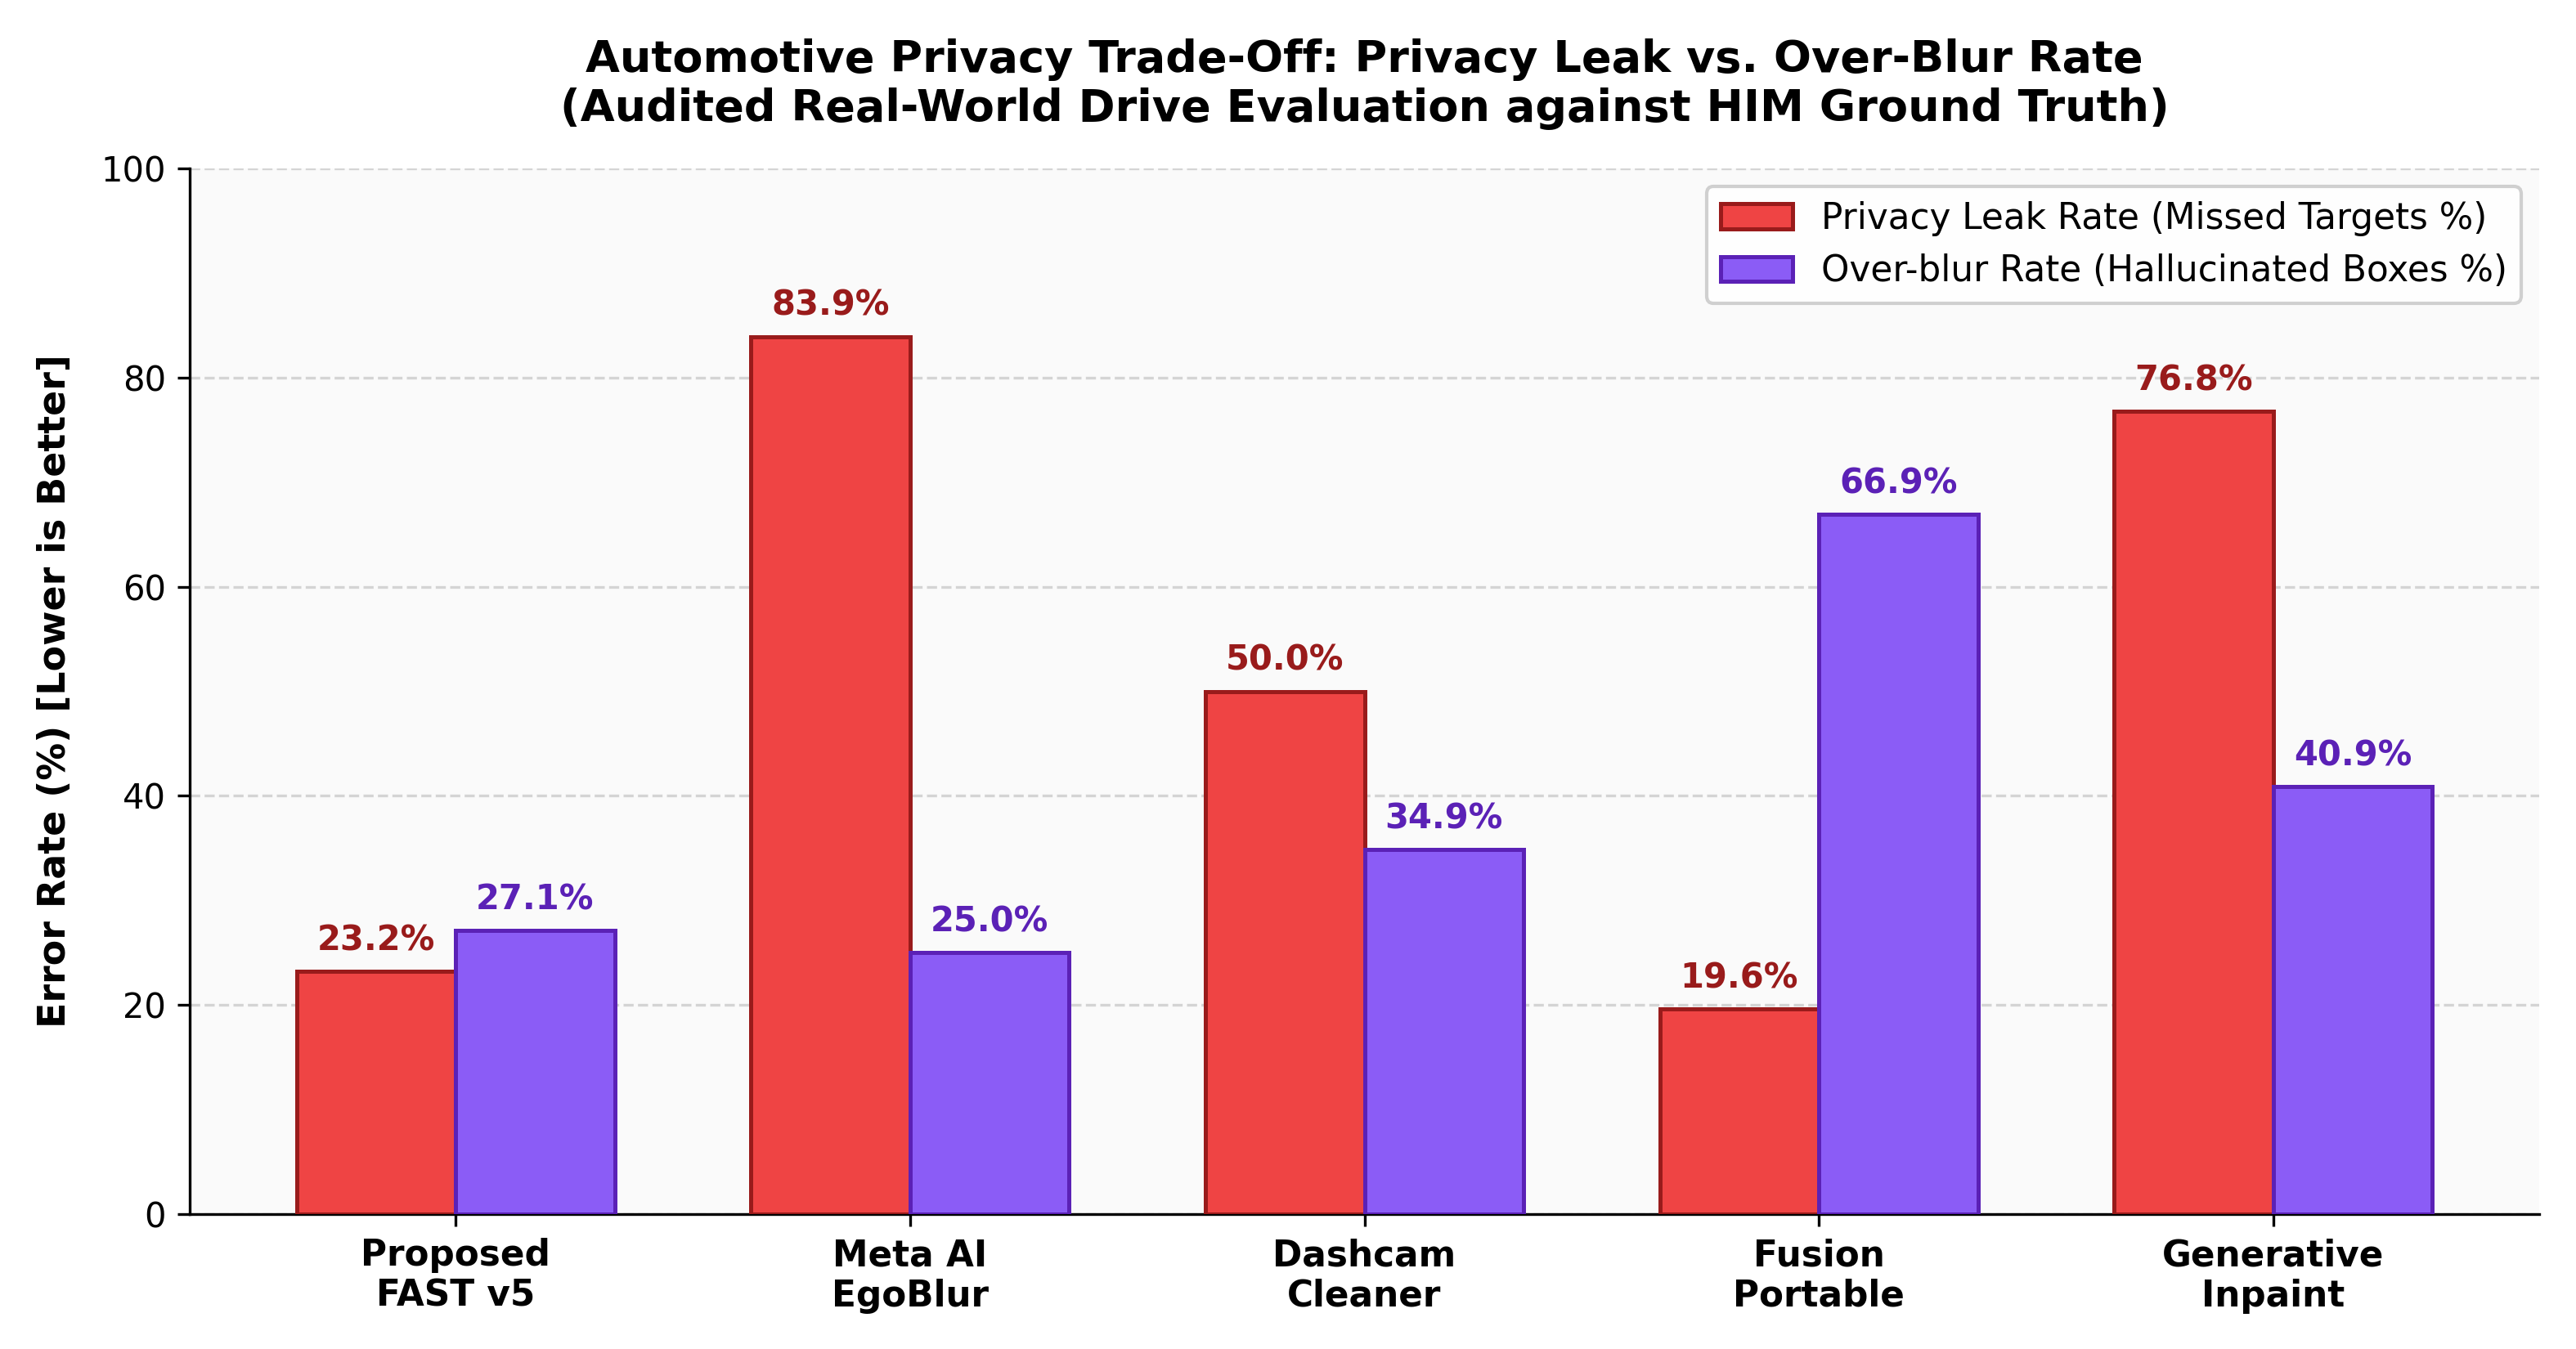 Automotive Privacy Trade-Off: Privacy Leak vs. Over-Blur Rate
(Audited Real-World Drive Evaluation against HIM Ground Truth)
Error Rate (%) [Lower is Better]
100
80
60
40
20
0
Privacy Leak Rate (Missed Targets %)
Over-blur Rate (Hallucinated Boxes %)
23.2%
27.1%
83.9%
25.0%
50.0%
34.9%
19.6%
66.9%
76.8%
40.9%
Proposed
FAST v5
Meta AI
EgoBlur
Dashcam
Cleaner
Fusion
Portable
Generative
Inpaint